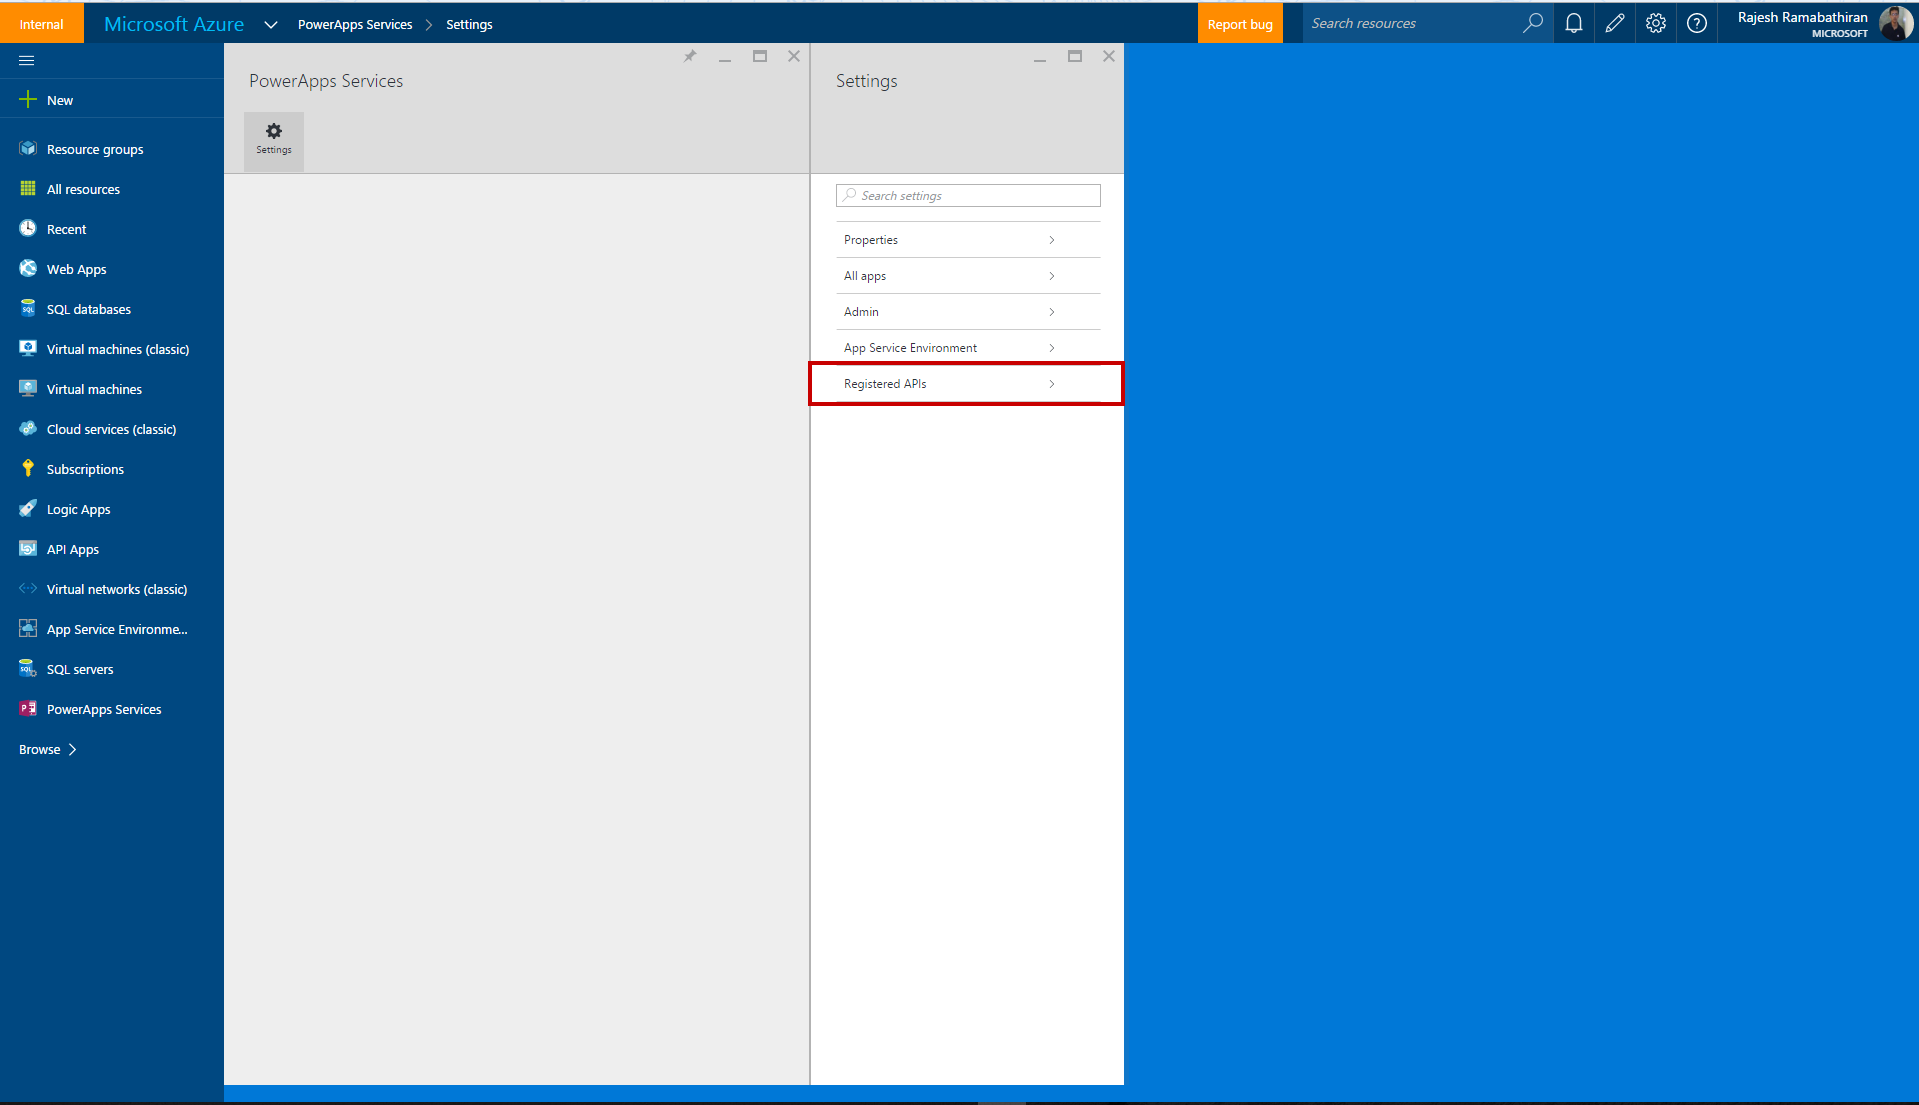 Internal
Microsoft Azure
PowerApps Services
Settings
Report bug
Search resources
Rajesh Ramabathiran
MICROSOFT
New
Resource groups
All resources
Recent
Web Apps
SQL databases
Virtual machines (classic)
Virtual machines
Cloud services (classic)
Subscriptions
Logic Apps
API Apps
Virtual networks (classic)
App Service Environme...
SQL servers
PowerApps Services
Browse
PowerApps Services
Settings
Settings
Search settings
Properties
All apps
Admin
App Service Environment
Registered APIs